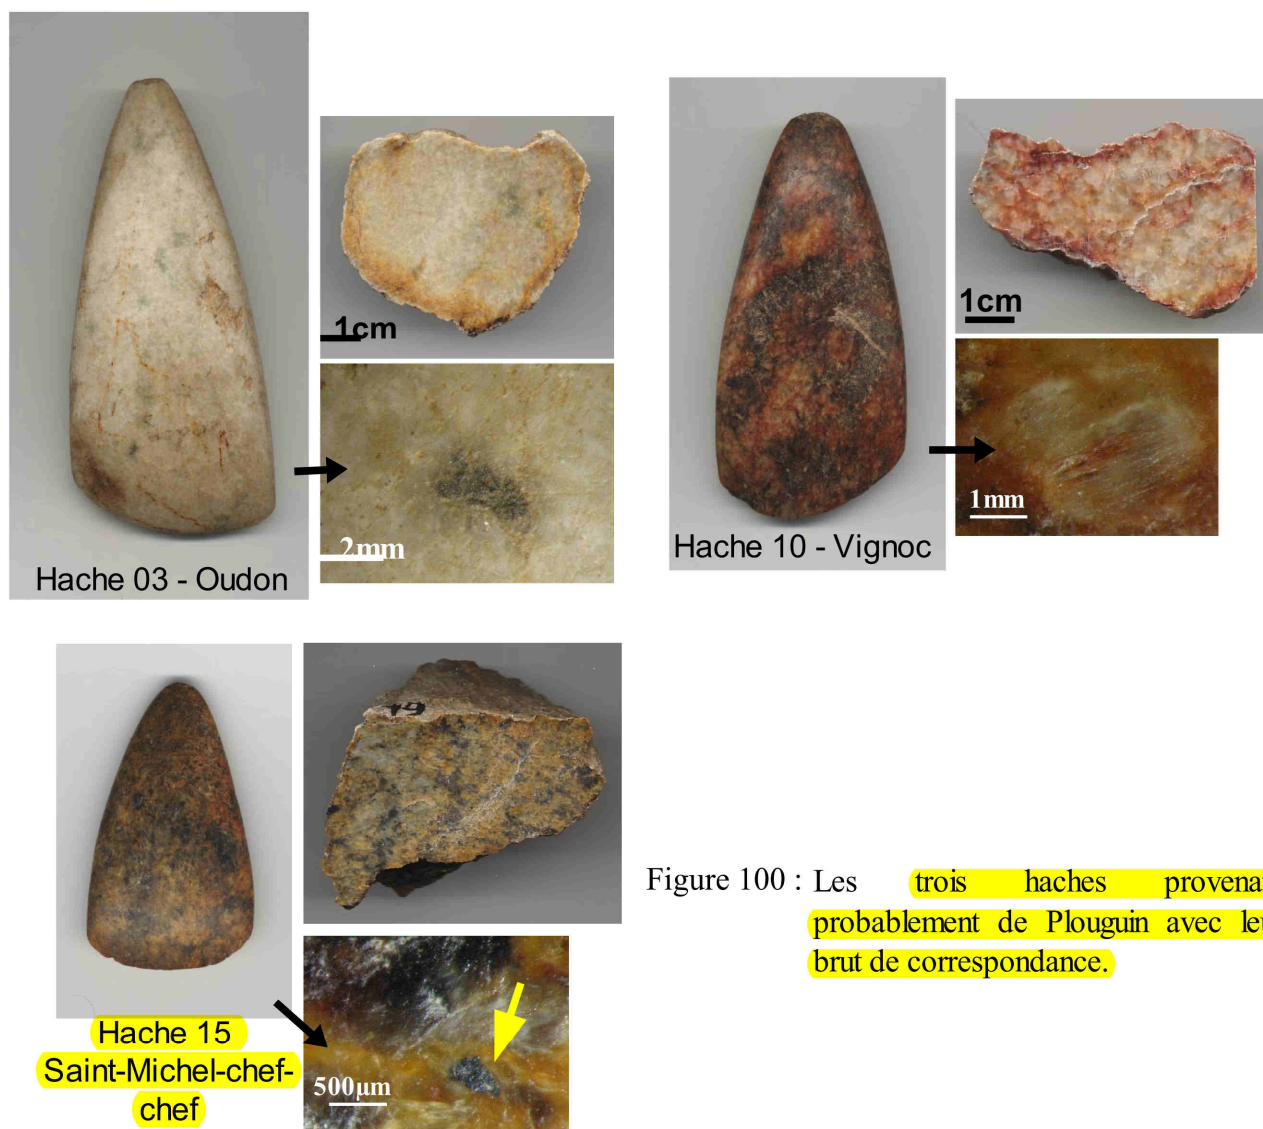 1cm
2mm
Hache 03 - Oudon
1cm
1mm
Hache 10 - Vignoc
19
500µm
Hache 15
Saint-Michel-chef-
chef
Figure 100 : Les trois haches
probablement de Plouguin avec
brut de correspondance.